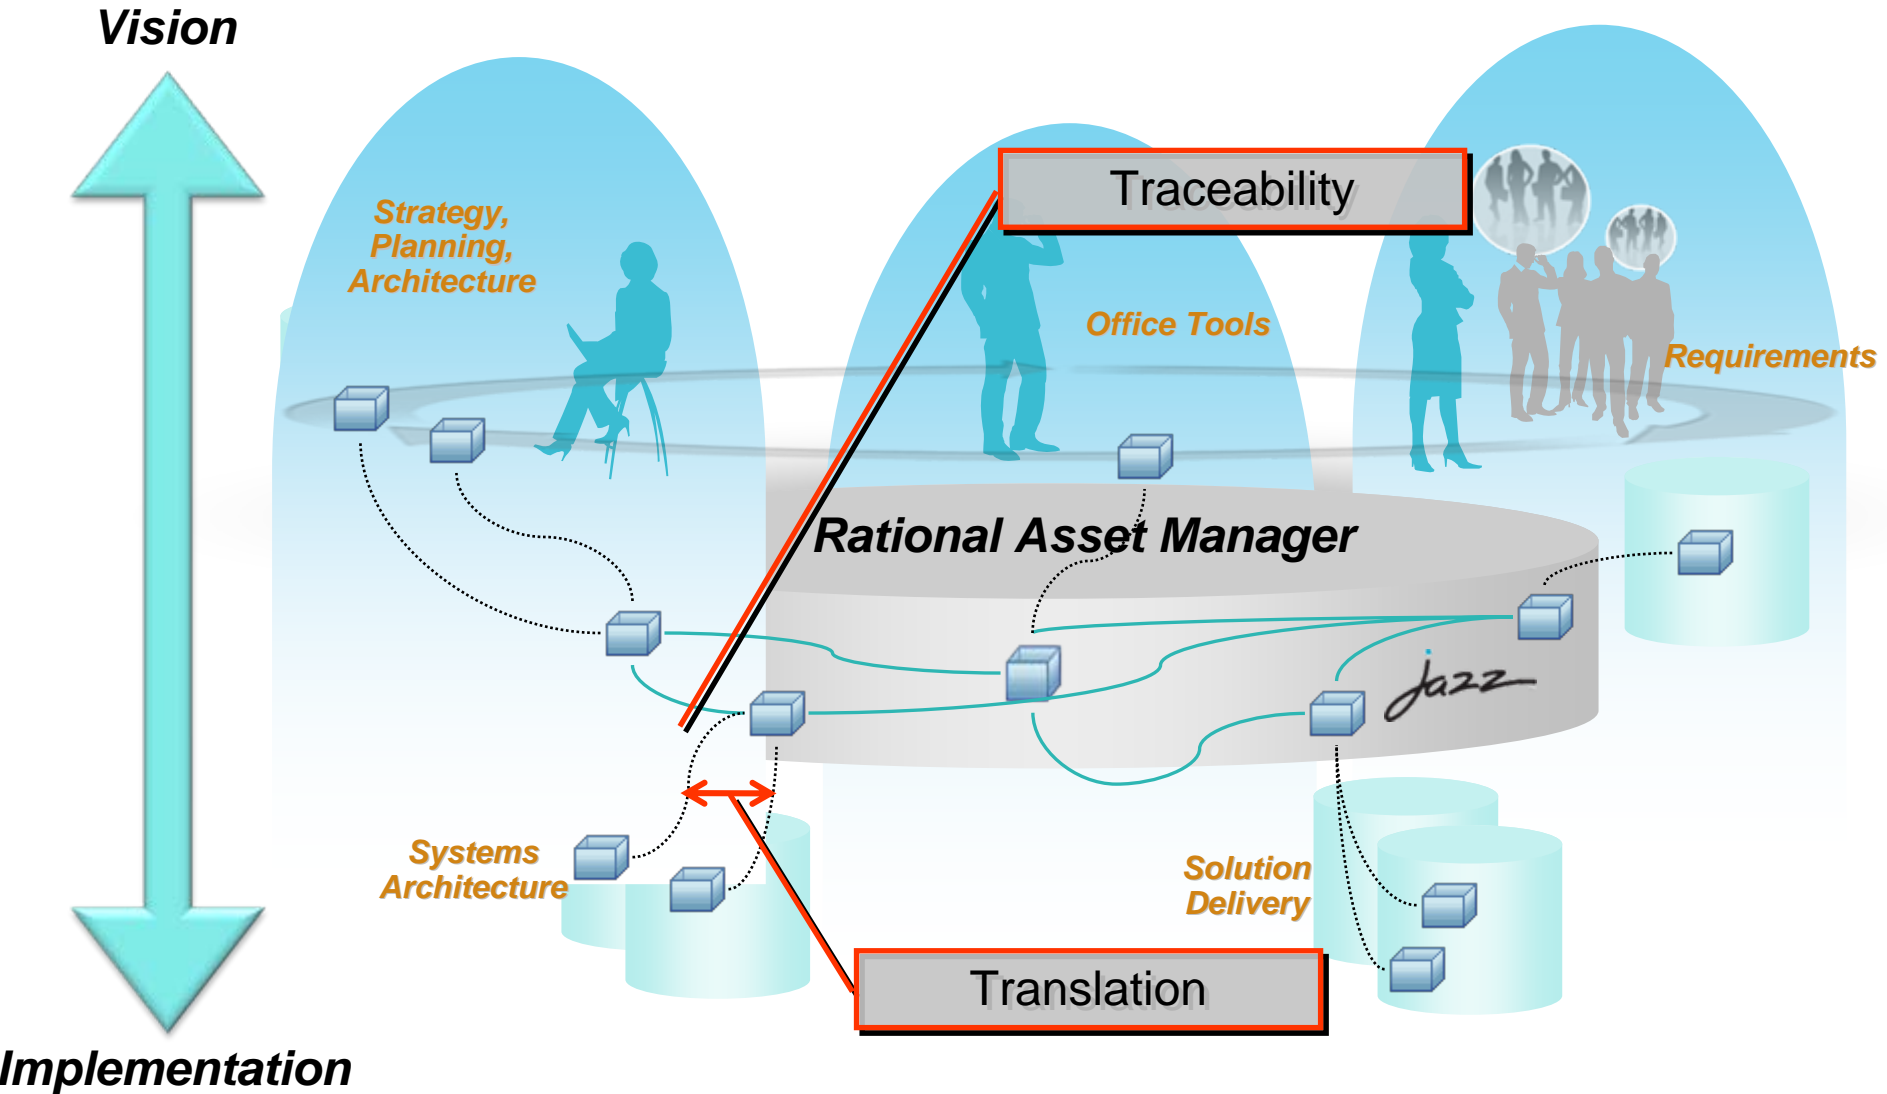 Vision
Traceability
Strategy,
Planning,
Architecture
Office Tools
Requirements
Rational Asset Manager
jazz
Systems
Architecture
Solution
Delivery
Translation
Implementation